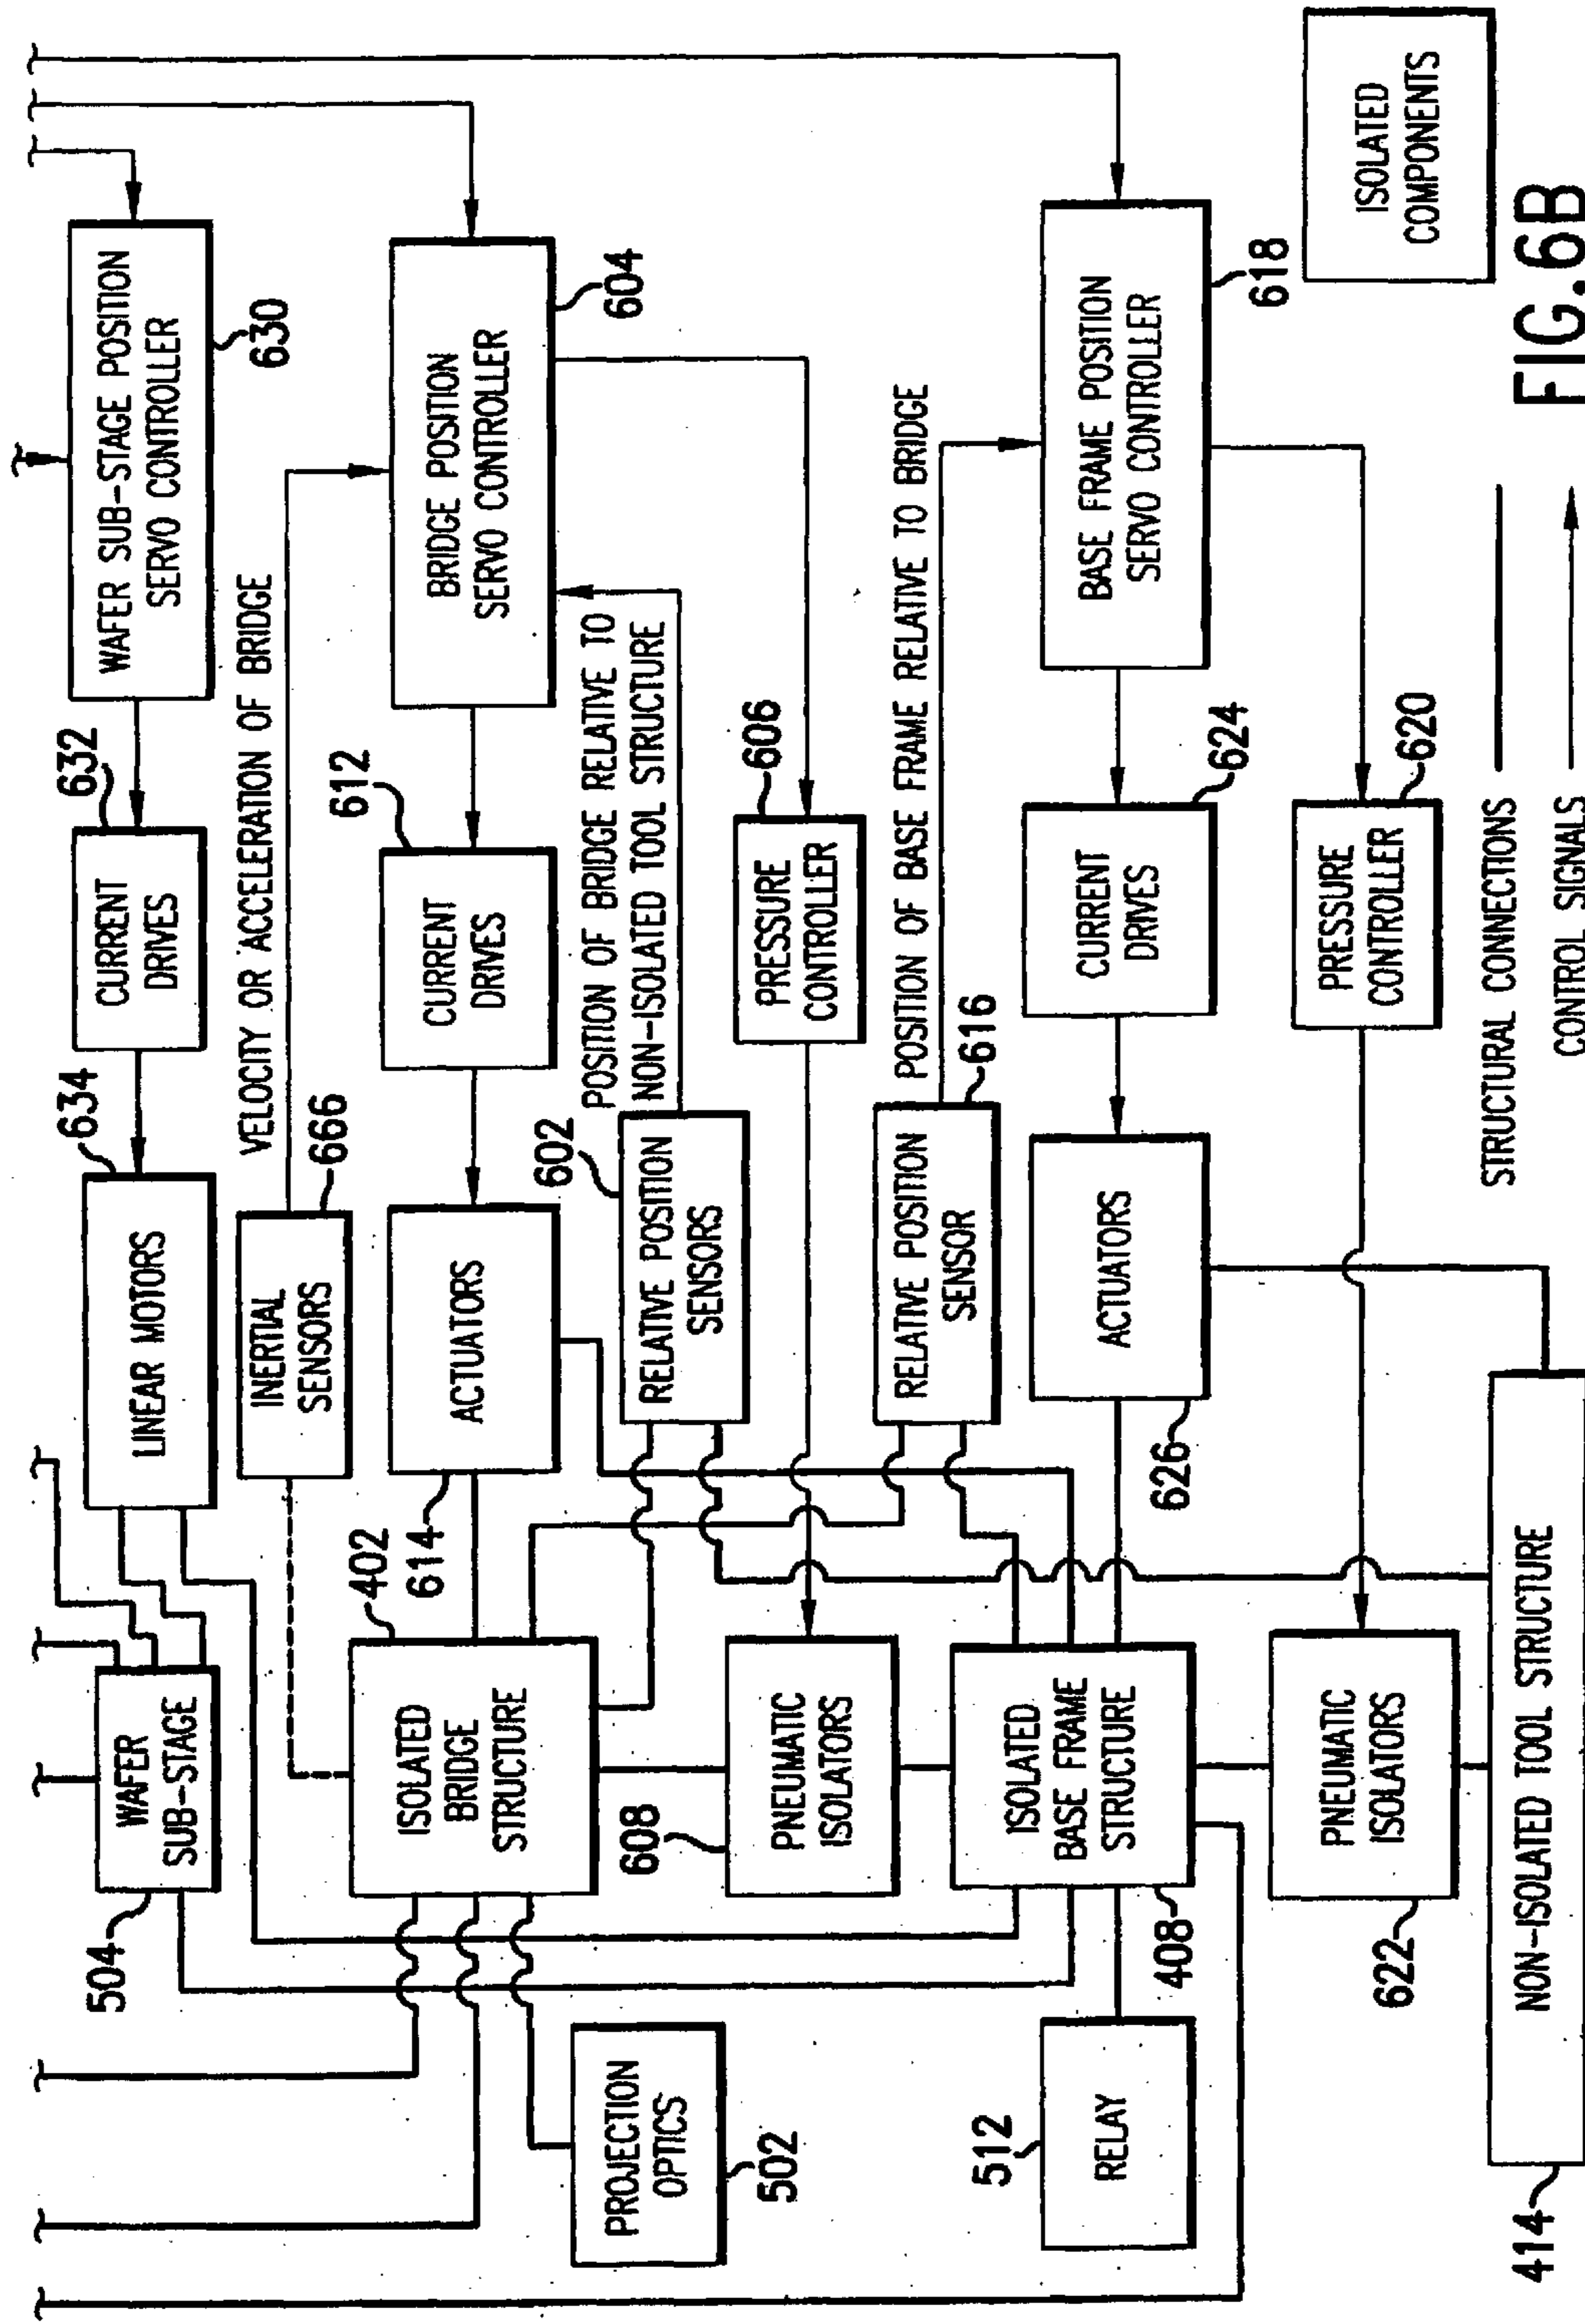 504
WAFER
SUB-STAGE
634
LINEAR MOTORS
632
CURRENT
DRIVES
WAFER SUB-STAGE POSITION
SERVO CONTROLLER
630
INERTIAL
SENSORS
666
VELOCITY OR ACCELERATION OF BRIDGE
402
ISOLATED
BRIDGE
STRUCTURE
614
ACTUATORS
612
CURRENT
DRIVES
BRIDGE POSITION
SERVO CONTROLLER
604
PROJECTION
OPTICS
502
602
RELATIVE POSITION
SENSORS
POSITION OF BRIDGE RELATIVE TO
NON-ISOLATED TOOL STRUCTURE
608
PNEUMATIC
ISOLATORS
606
PRESSURE
CONTROLLER
RELATIVE POSITION
SENSOR
616
POSITION OF BASE FRAME RELATIVE TO BRIDGE
512
RELAY
ISOLATED
BASE FRAME
STRUCTURE
408
ACTUATORS
626
CURRENT
DRIVES
624
BASE FRAME POSITION
SERVO CONTROLLER
618
622
PNEUMATIC
ISOLATORS
PRESSURE
CONTROLLER
620
414
NON-ISOLATED TOOL STRUCTURE
STRUCTURAL CONNECTIONS
CONTROL SIGNALS
ISOLATED
COMPONENTS
FIG.6B